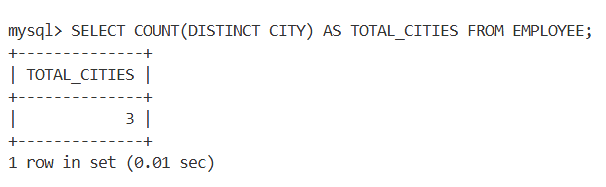 mysql> SELECT COUNT(DISTINCT CITY) AS TOTAL_CITIES FROM EMPLOYEE;
+--------------+
| TOTAL_CITIES |
+--------------+
|            3 |
+--------------+
1 row in set (0.01 sec)